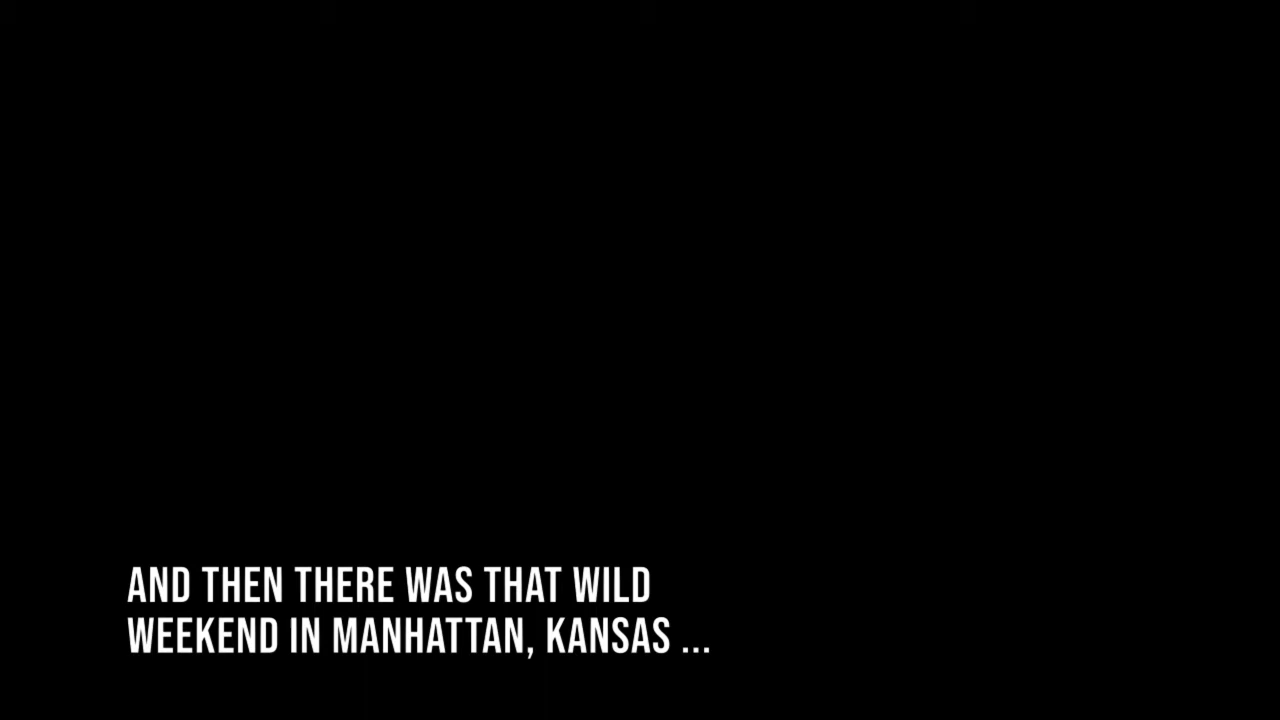 AND THEN THERE WAS THAT WILD
WEEKEND IN MANHATTAN, KANSAS ...